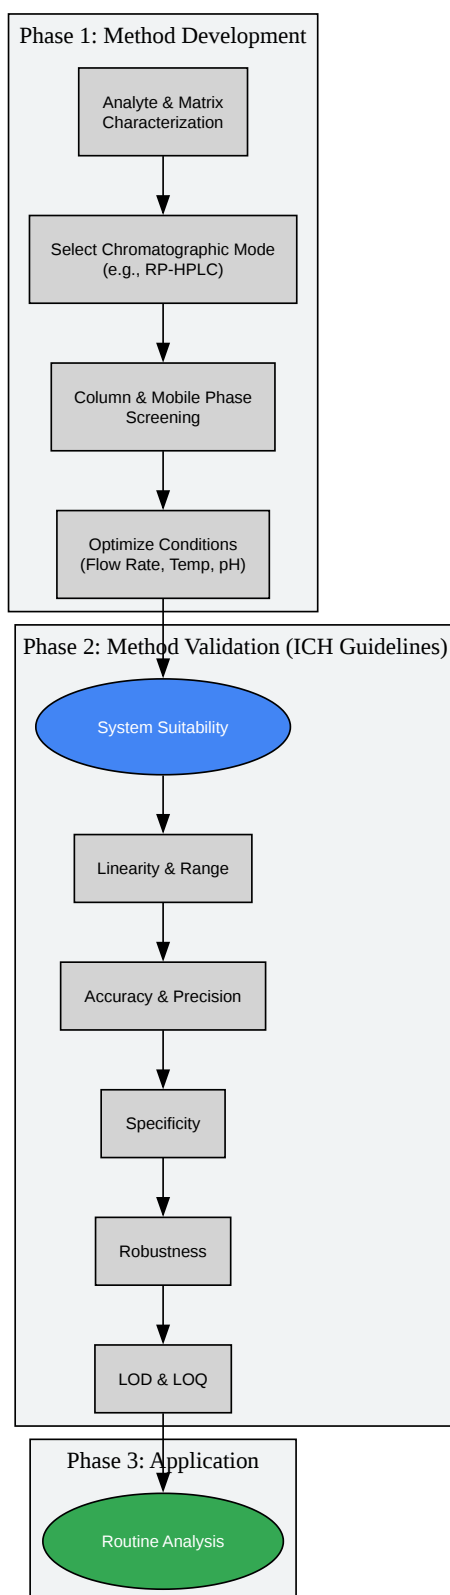 Phase 1: Method Development
Analyte & Matrix
Characterization
Select Chromatographic Mode
(e.g., RP-HPLC)
Column & Mobile Phase
Screening
Optimize Conditions
(Flow Rate, Temp, pH)
Phase 2: Method Validation (ICH Guidelines)
System Suitability
Linearity & Range
Accuracy & Precision
Specificity
Robustness
LOD & LOQ
Phase 3: Application
Routine Analysis